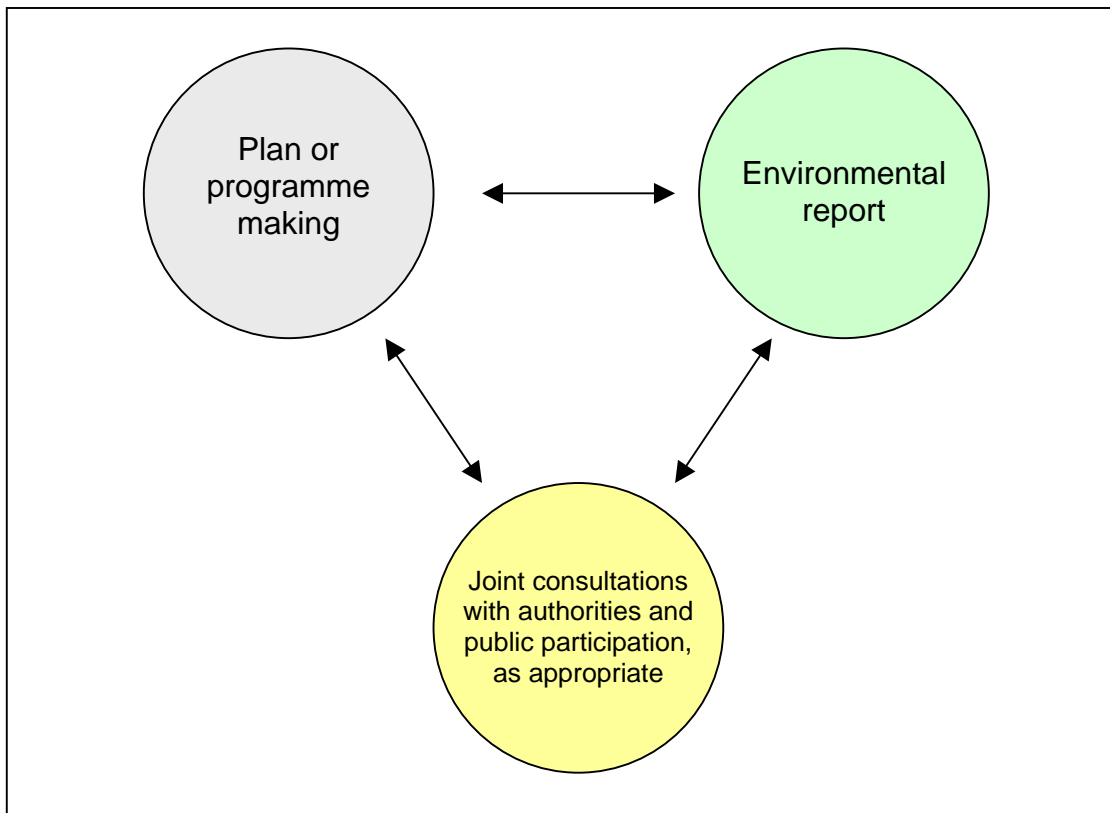 Plan or
programme
making
Environmental
report
Joint consultations
with authorities and
public participation,
as appropriate